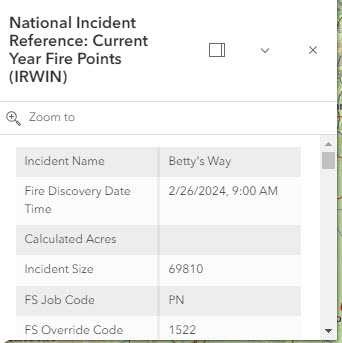 National Incident
Reference: Current
Year Fire Points
(IRWIN)
Zoom to
Incident Name Betty's Way
Fire Discovery Date 2/26/2024, 9:00 AM
Time
Calculated Acres
Incident Size 69810
FS Job Code PN
FS Override Code 1522